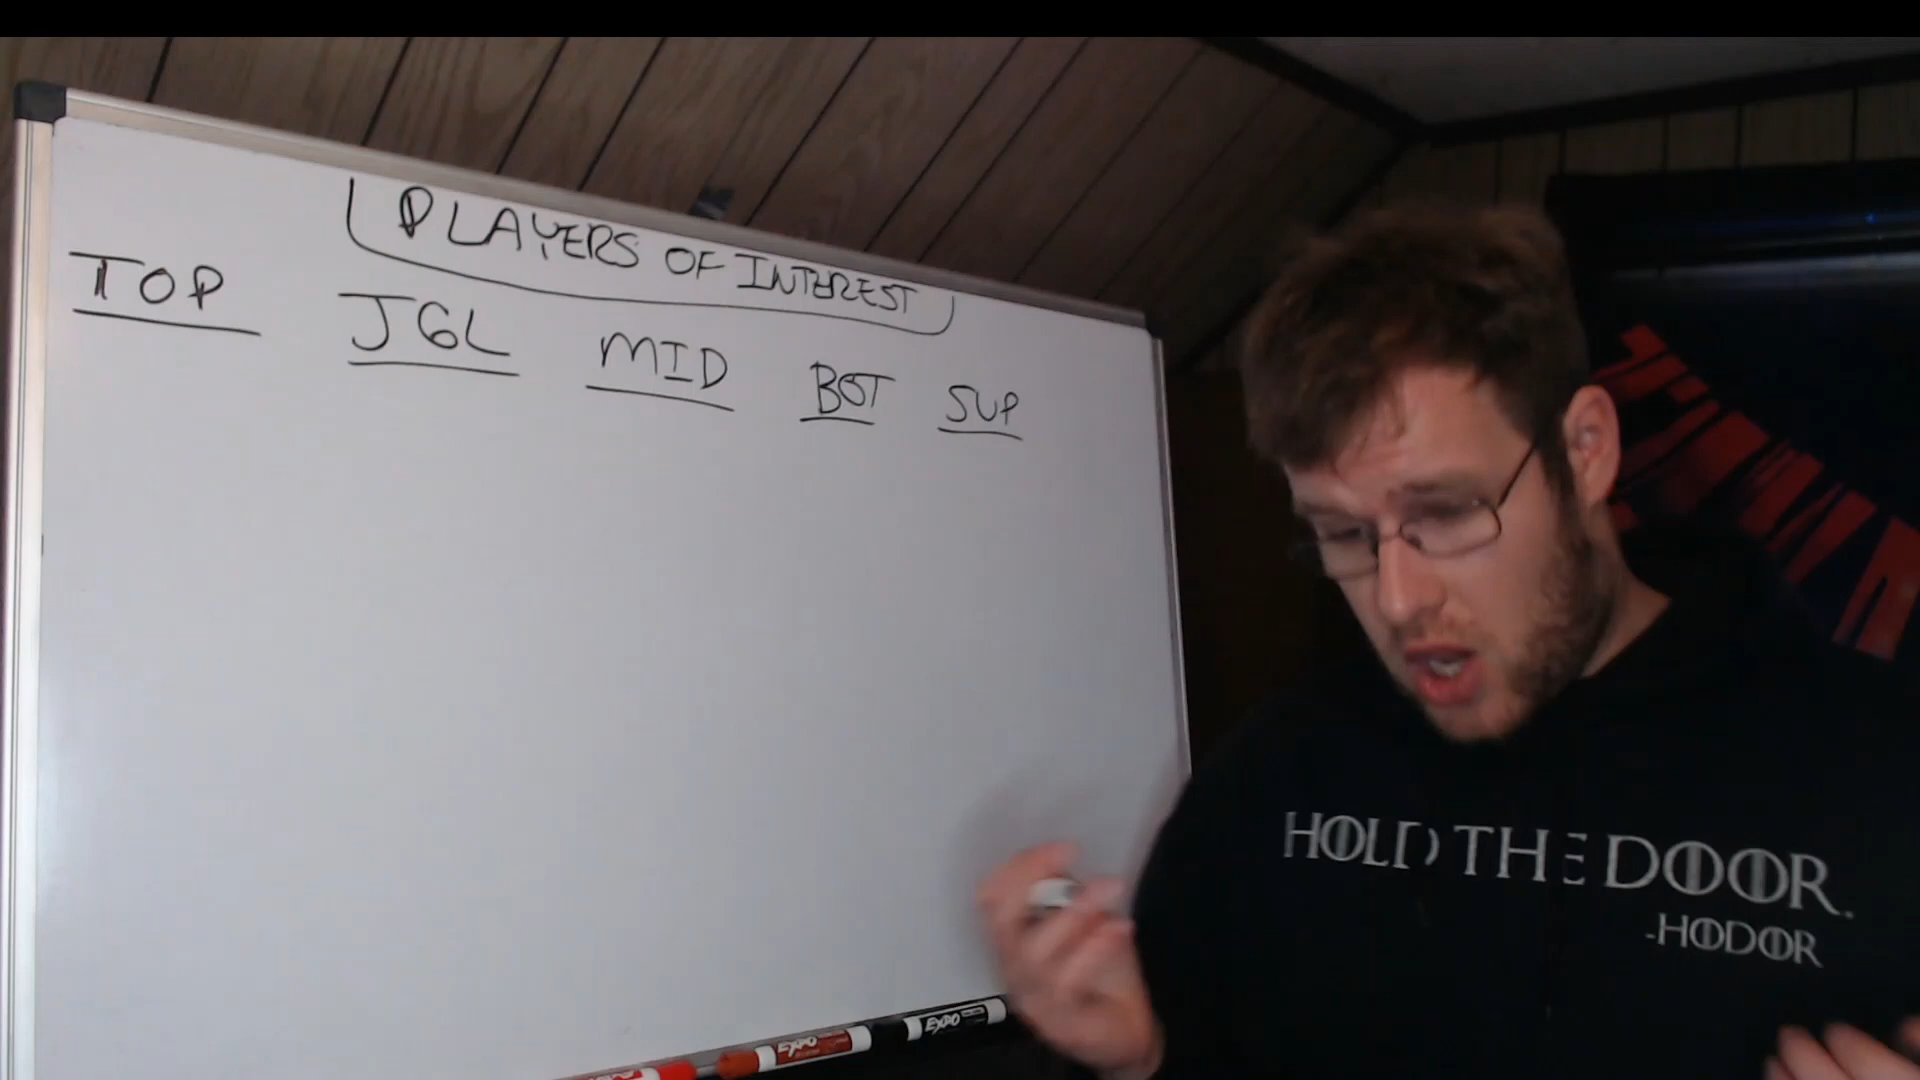 PLAYERS OF INTEREST
TOP JGL MID BOT SUP
HOLD THE DOOR.
-HODOR
EXPO
EXPO